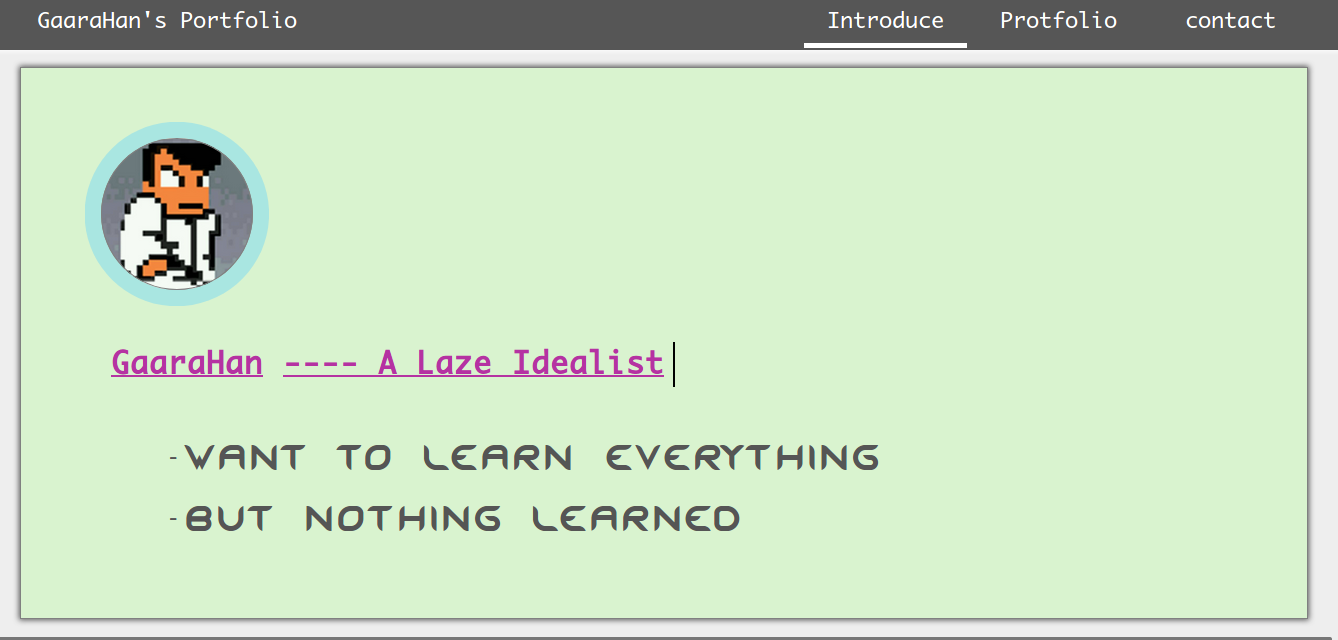 GaaraHan's Portfolio
Introduce
Protfolio
contact
GaaraHan ---- A Laze Idealist
-WANT TO LEARN EVERYTHING
-BUT NOTHING LEARNED